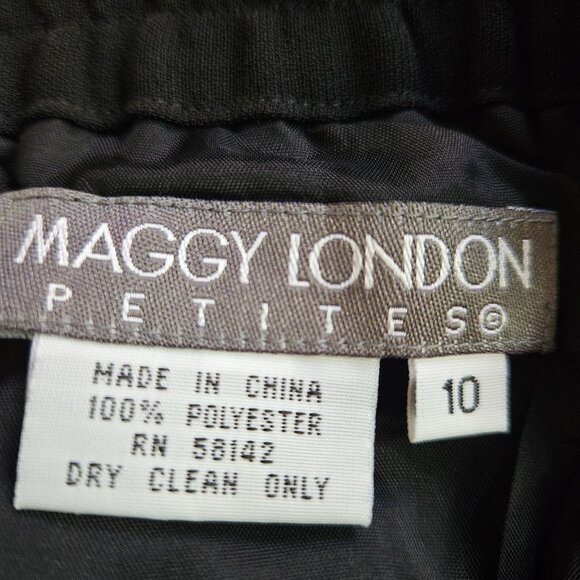 MAGGY LONDON
PETITES©
MADE IN CHINA
100% POLYESTER
RN 58142
DRY CLEAN ONLY
10